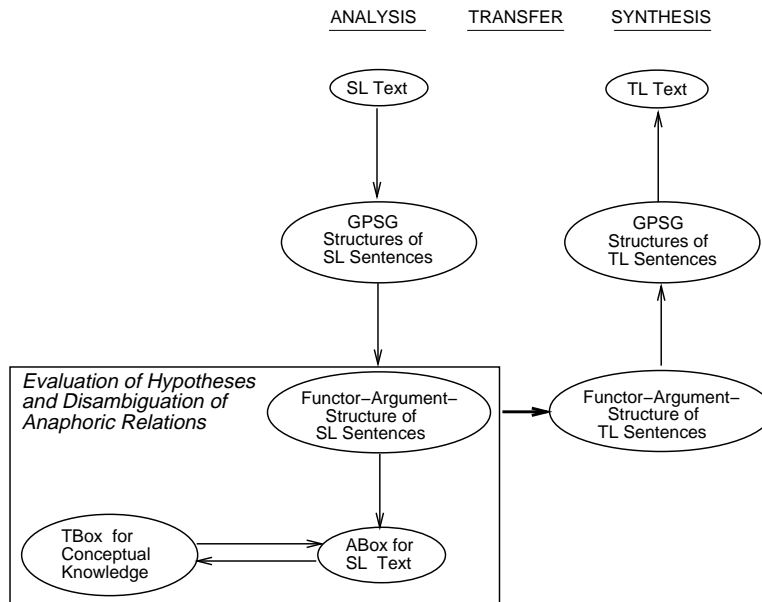 ANALYSIS TRANSFER SYNTHESIS
SL Text
TL Text
GPSG
Structures of
SL Sentences
GPSG
Structures of
TL Sentences
Evaluation of Hypotheses
and Disambiguation of
Anaphoric Relations
Functor–Argument–
Structure of
SL Sentences
Functor–Argument–
Structure of
TL Sentences
TBox for
Conceptual
Knowledge
ABox for
SL Text